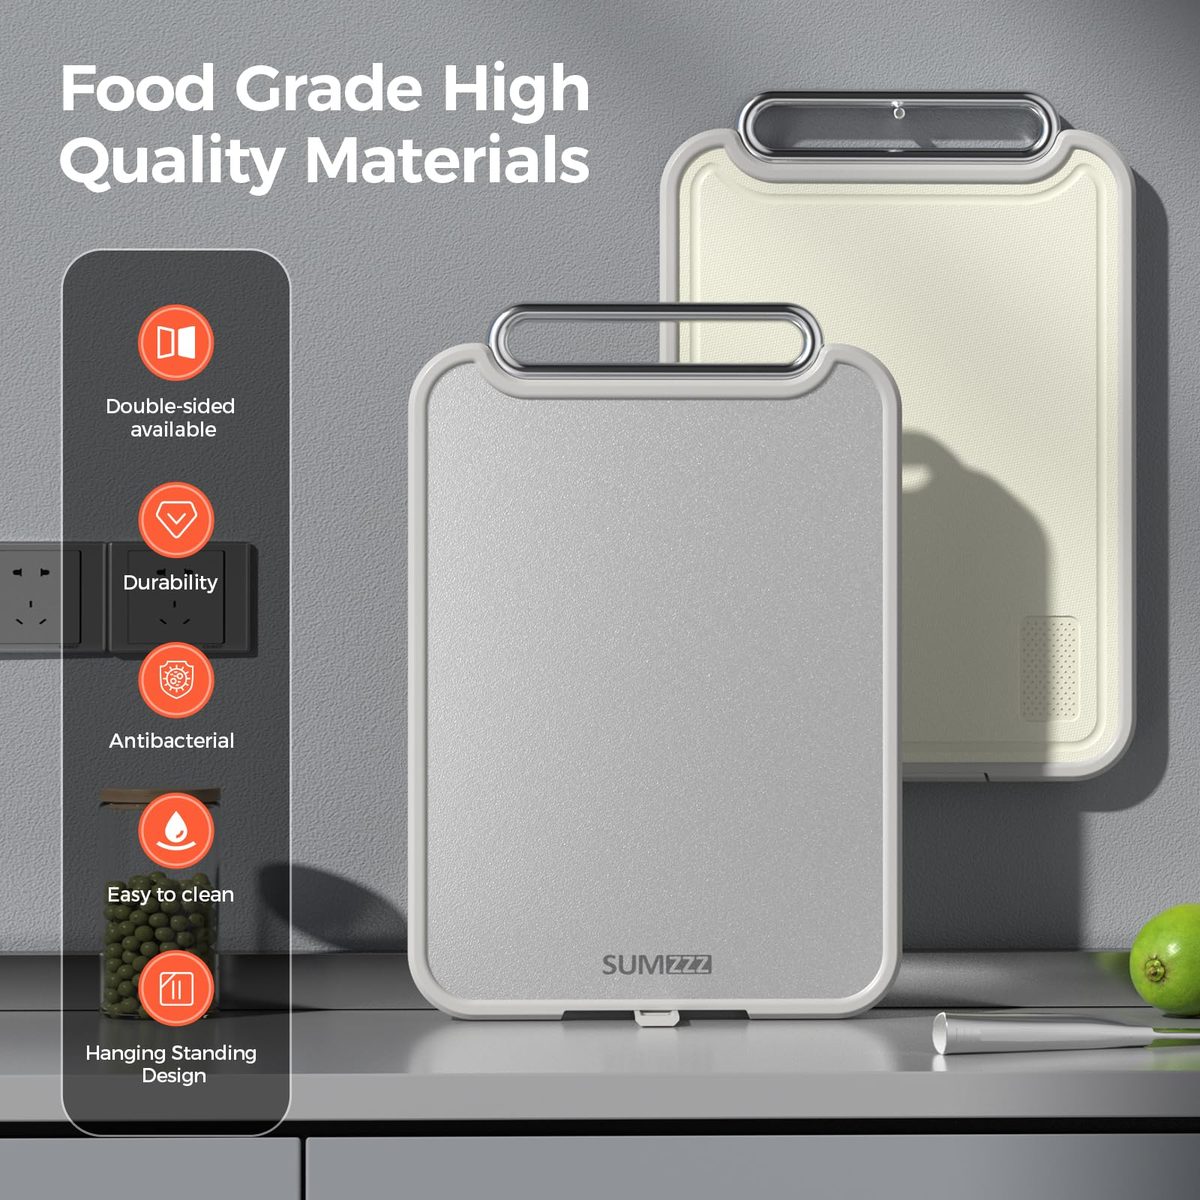 Food Grade High
Quality Materials
Double-sided
available
Durability
Antibacterial
Easy to clean
Hanging Standing
Design
SUMZZZ